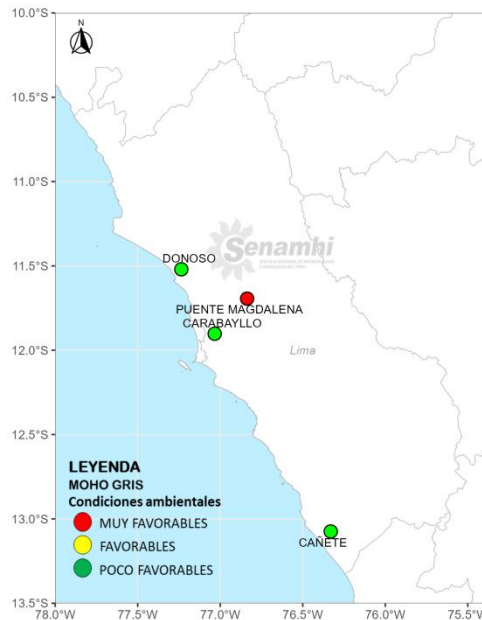 10.0°S
N
10.5°S
11.0°S
11.5°S
Senamhi
DONOSO
PUENTE MAGDALENA
CARABAYLLO
12.0°S
Lima
12.5°S
LEYENDA
MOHO GRIS
Condiciones ambientales
MUY FAVORABLES
FAVORABLES
POCO FAVORABLES
13.0°S
CAÑETE
13.5°S
78.0°W 77.5°W 77.0°W 76.5°W 76.0°W 75.5°W